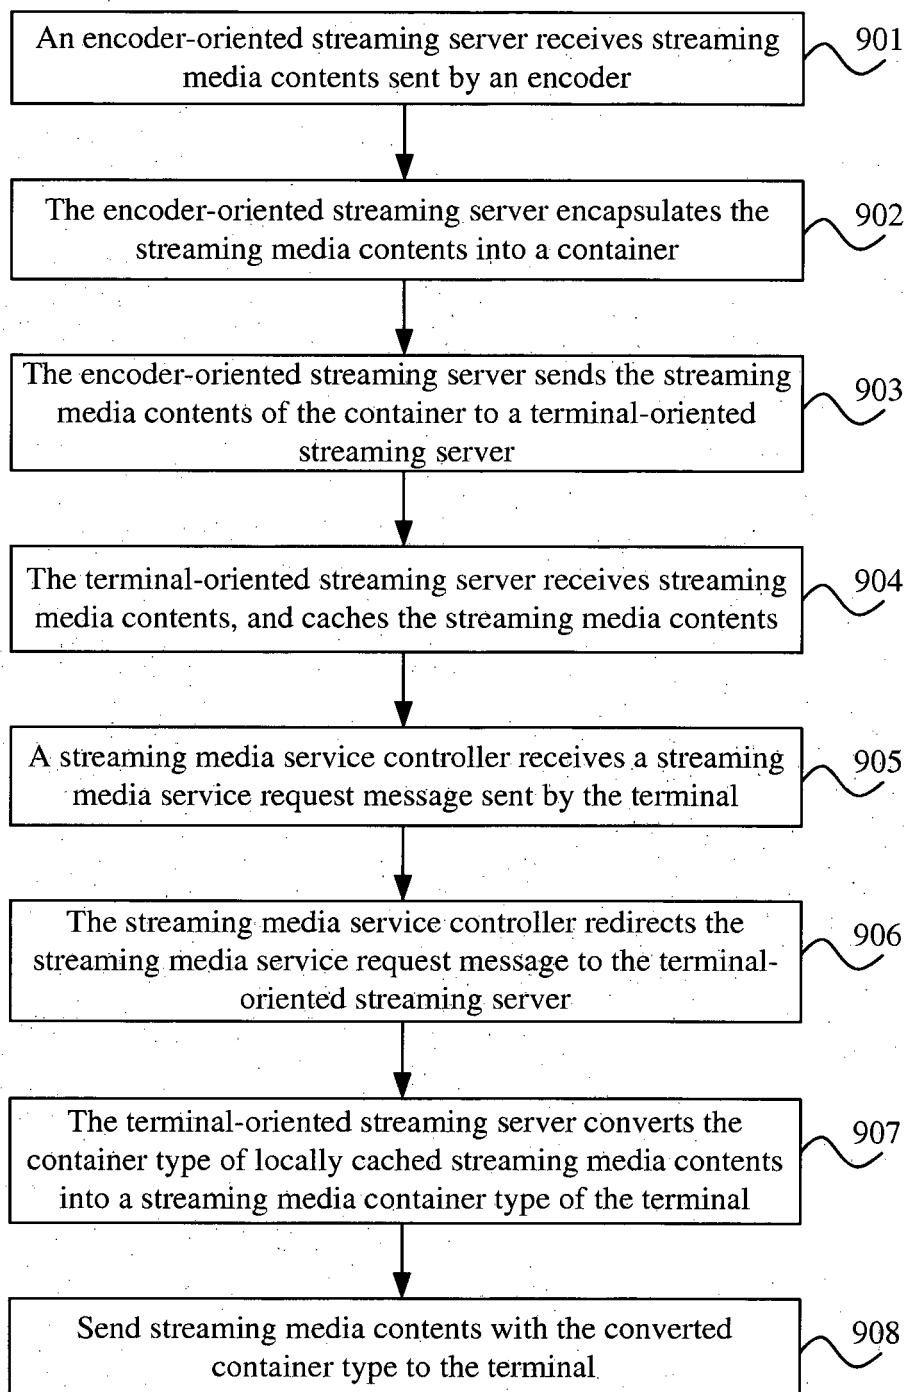 An encoder-oriented streaming server receives streaming
media contents sent by an encoder
901
The encoder-oriented streaming server encapsulates the
streaming media contents into a container
902
The encoder-oriented streaming server sends the streaming
media contents of the container to a terminal-oriented
streaming server
903
The terminal-oriented streaming server receives streaming
media contents, and caches the streaming media contents
904
A streaming media service controller receives a streaming
media service request message sent by the terminal
905
The streaming media service controller redirects the
streaming media service request message to the terminal-
oriented streaming server
906
The terminal-oriented streaming server converts the
container type of locally cached streaming media contents
into a streaming media container type of the terminal
907
Send streaming media contents with the converted
container type to the terminal
908